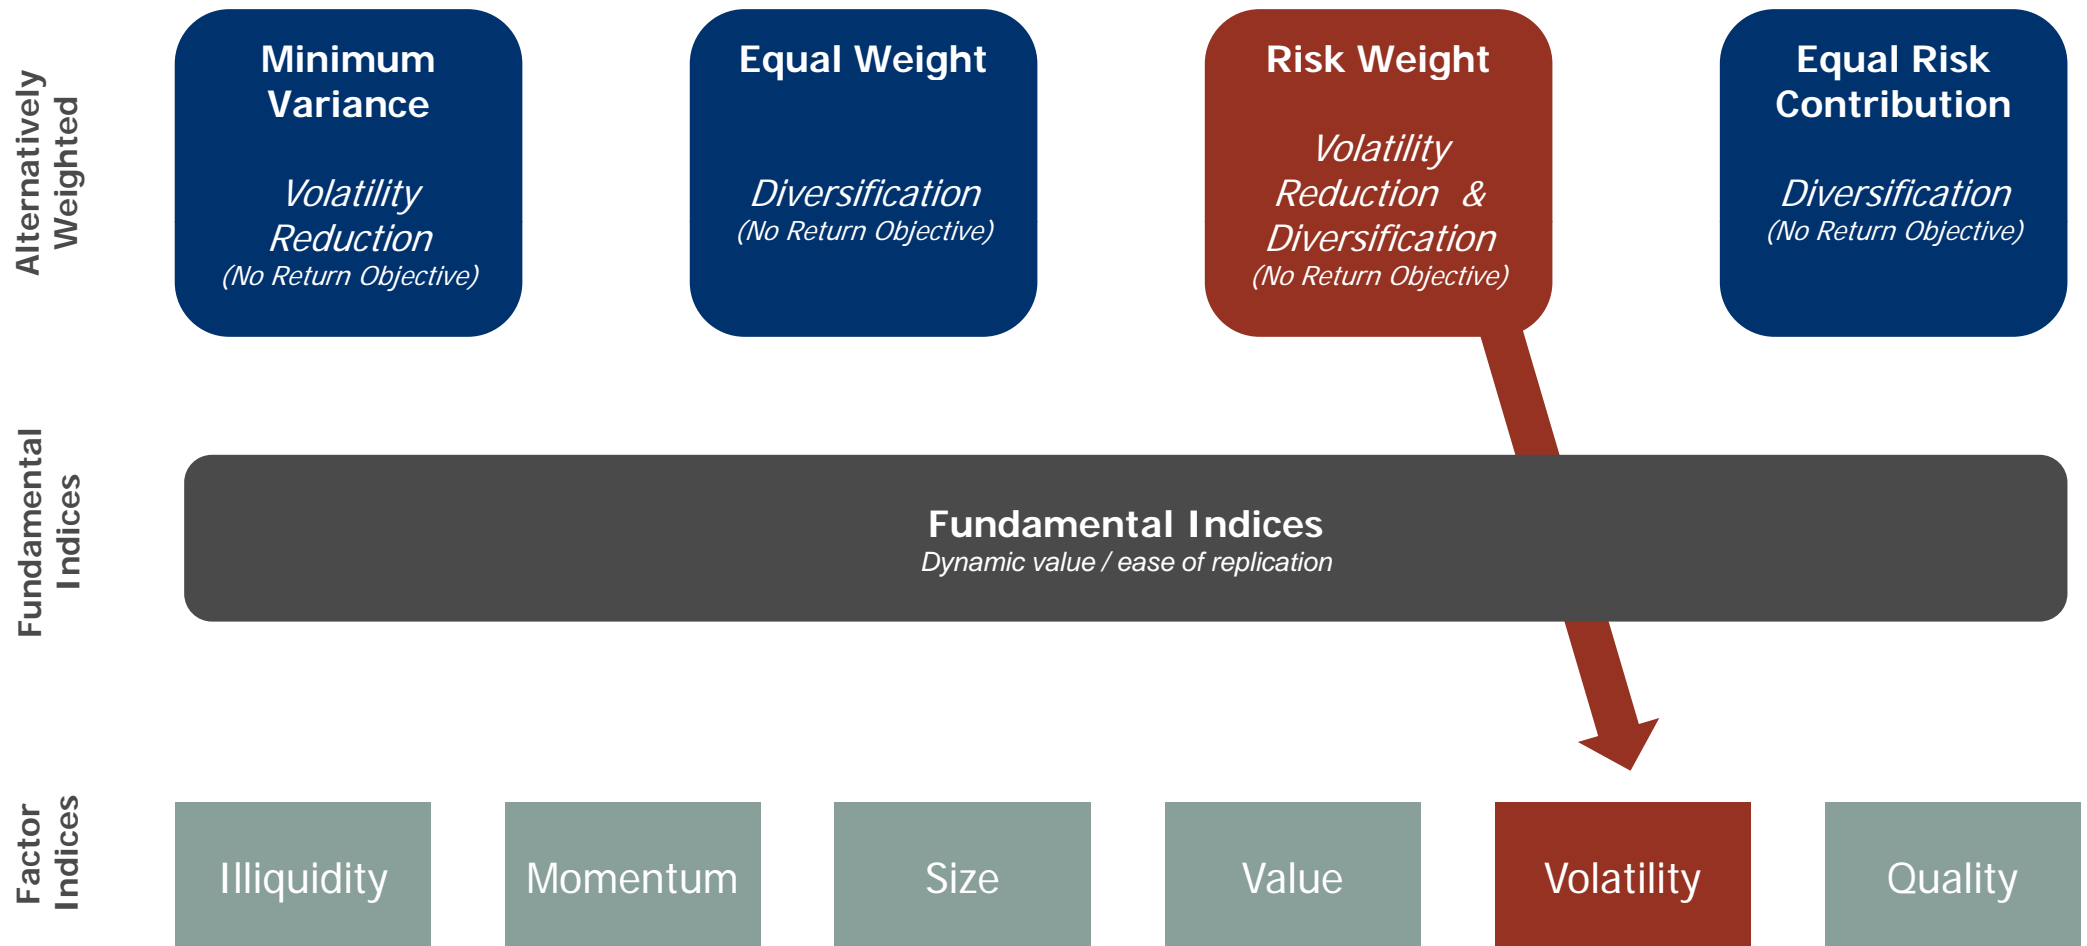 Alternatively
Weighted
Minimum
Variance
Volatility
Reduction
(No Return Objective)
Equal Weight
Diversification
(No Return Objective)
Risk Weight
Volatility
Reduction &
Diversification
(No Return Objective)
Equal Risk
Contribution
Diversification
(No Return Objective)
Fundamental
Indices
Fundamental Indices
Dynamic value / ease of replication
Factor
Indices
Illiquidity
Momentum
Size
Value
Volatility
Quality